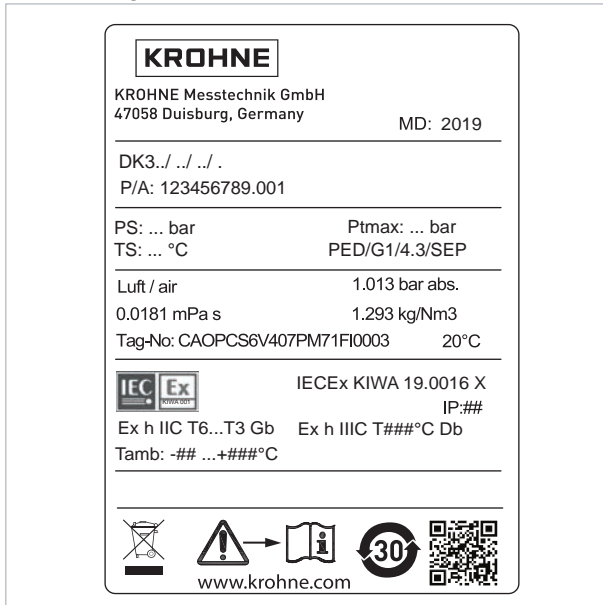 KROHNE
KROHNE Messtechnik GmbH
47058 Duisburg, Germany
MD: 2019
DK3../ ../ ../ .
P/A: 123456789.001
PS: ... bar Ptmax: ... bar
TS: ... °C PED/G1/4.3/SEP
Luft / air 1.013 bar abs.
0.0181 mPa s 1.293 kg/Nm3
Tag-No: CAOPCS6V407PM71FI0003 20°C
IEC Ex IECEx KIWA 19.0016 X
KIWA 001
IP:##
Ex h IIC T6...T3 Gb Ex h IIIC T###°C Db
Tamb: -## ...+###°C
30
www.krohne.com